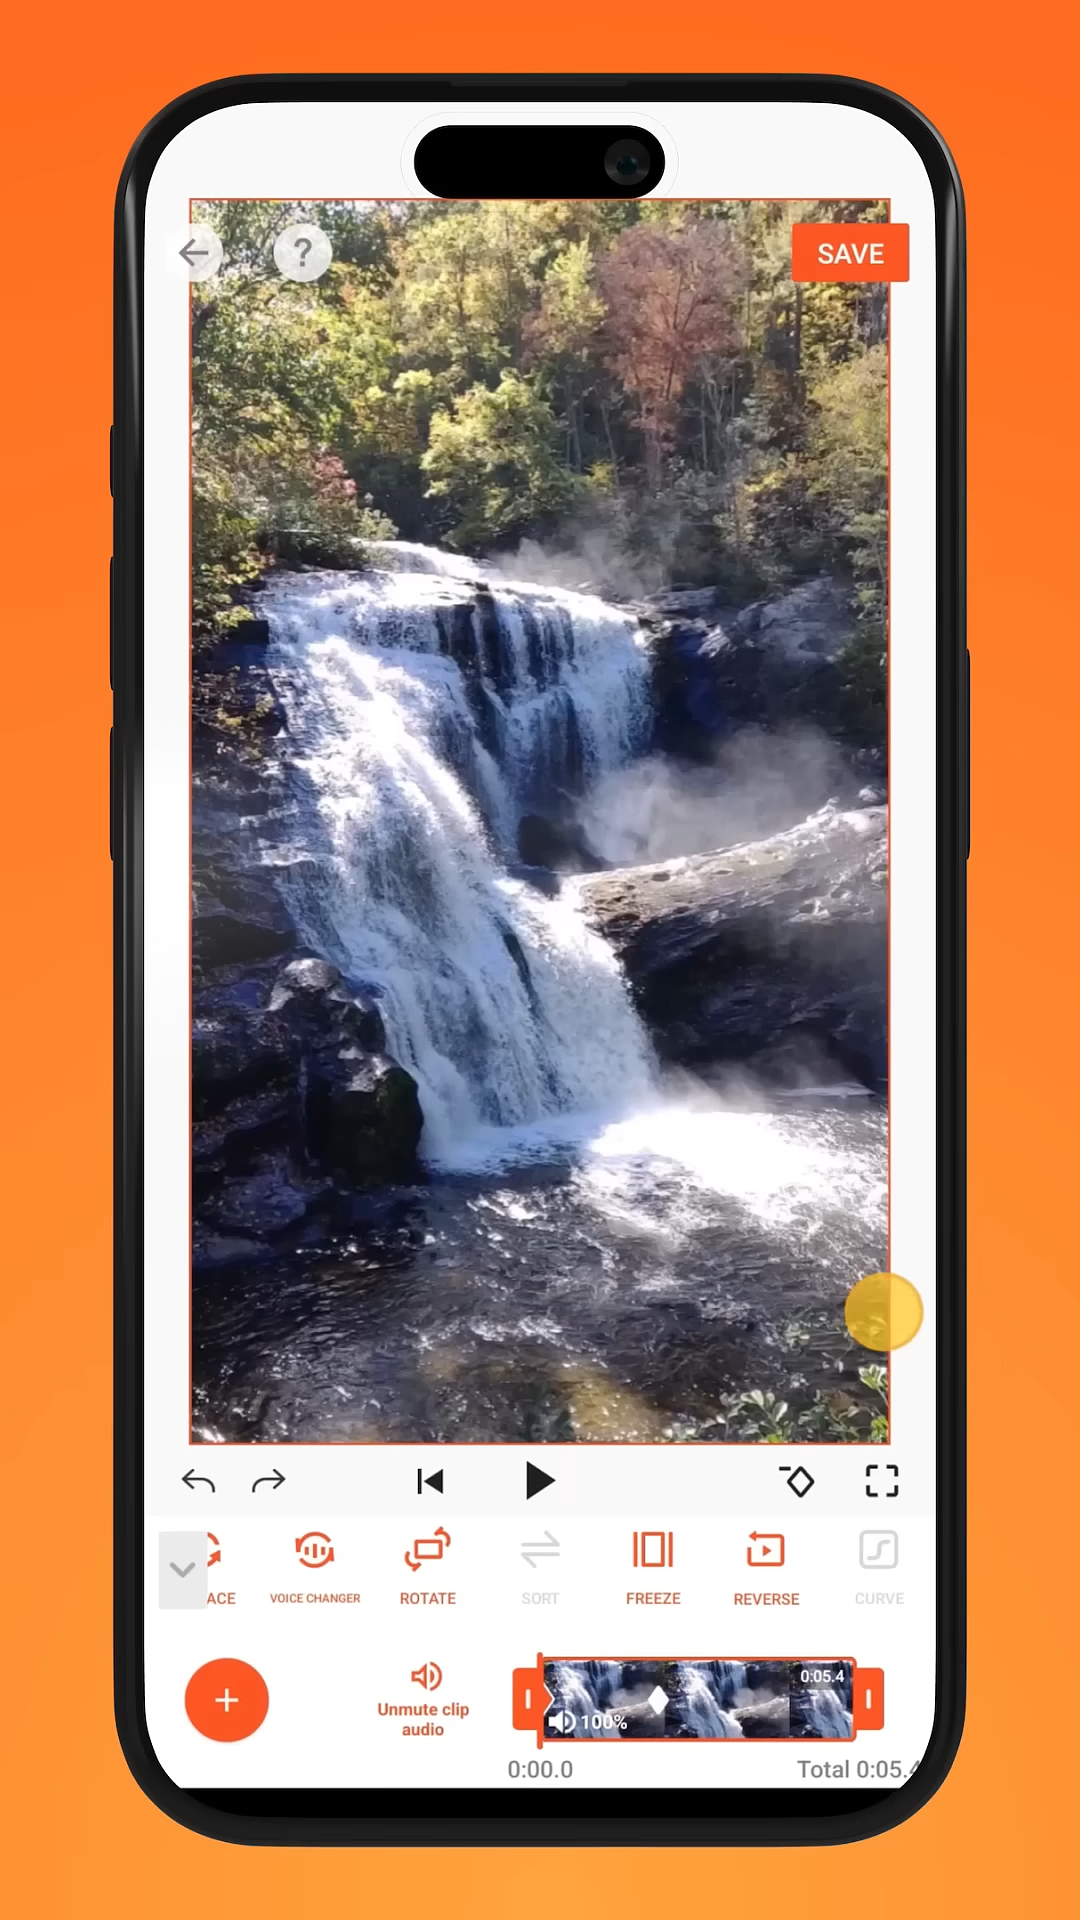 ?
SAVE
ACE
VOICE CHANGER
ROTATE
SORT
FREEZE
REVERSE
CURVE
Unmute clip
audio
0:05.4
100%
0:00.0
Total 0:05.4